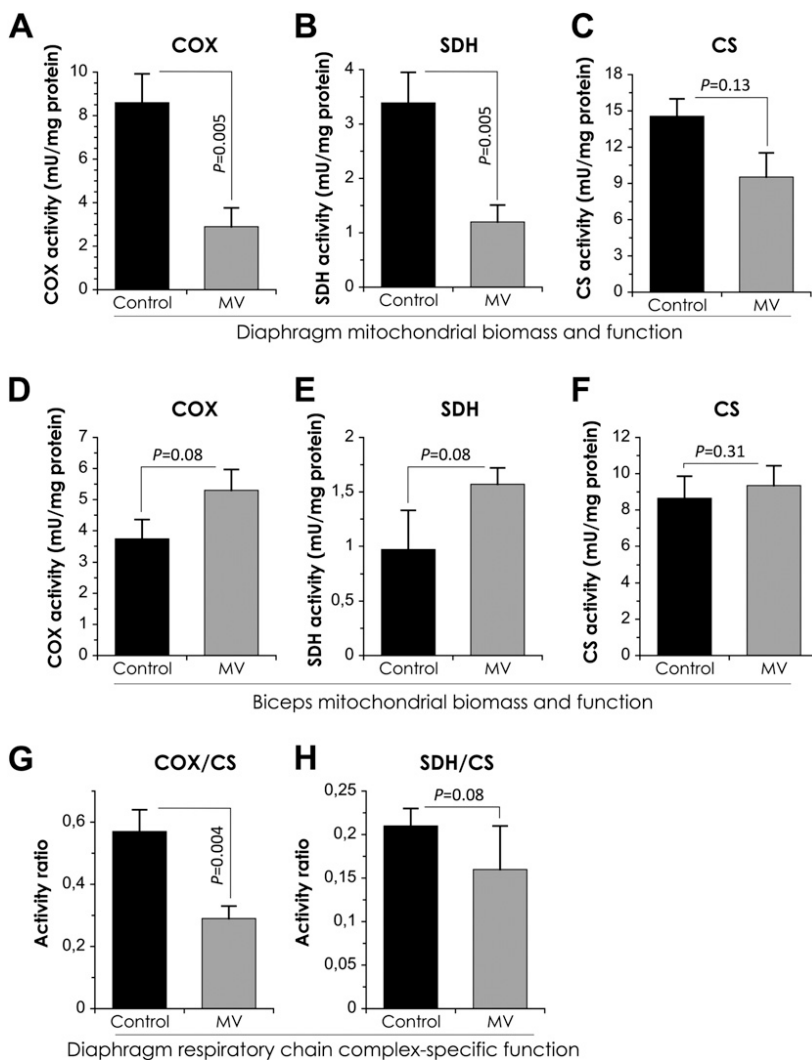 A
COX
COX activity (mU/mg protein)
10
8
6
4
2
0
P=0.005
Control
MV
B
SDH
SDH activity (mU/mg protein)
4
3
2
1
0
P=0.005
Control
MV
C
CS
CS activity (mU/mg protein)
18
15
12
9
6
3
0
P=0.13
Control
MV
Diaphragm mitochondrial biomass and function
D
COX
COX activity (mU/mg protein)
7
6
5
4
3
2
1
0
P=0.08
Control
MV
E
SDH
SDH activity (mU/mg protein)
2
1,5
1
0,5
0
P=0.08
Control
MV
F
CS
CS activity (mU/mg protein)
12
10
8
6
4
2
0
P=0.31
Control
MV
Biceps mitochondrial biomass and function
G
COX/CS
Activity ratio
0,6
0,4
0,2
0
P=0.004
Control
MV
H
SDH/CS
Activity ratio
0,25
0,2
0,15
0,1
0,05
0
P=0.08
Control
MV
Diaphragm respiratory chain complex-specific function